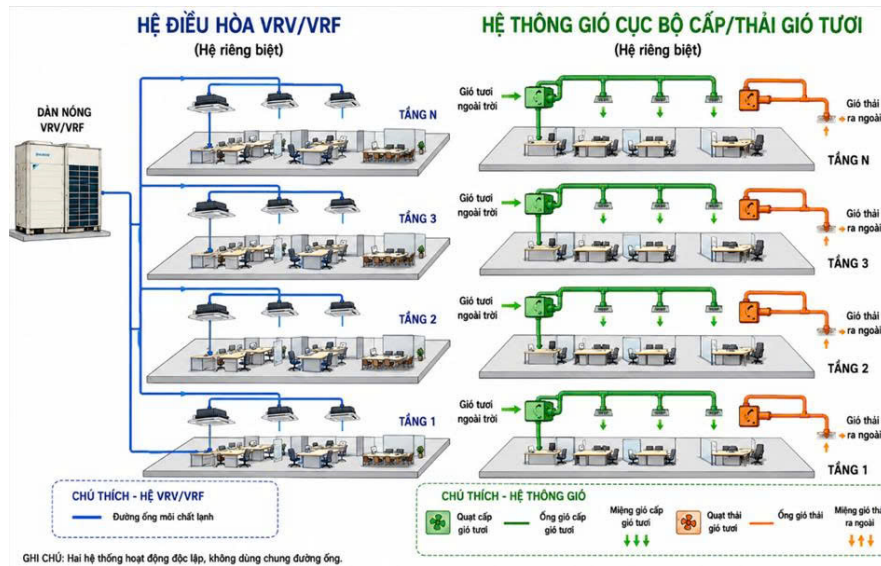 HỆ ĐIỀU HÒA VRV/VRF
(Hệ riêng biệt)
DÀN NÓNG
VRV/VRF
TẦNG N
TẦNG 3
TẦNG 2
TẦNG 1
CHÚ THÍCH - HỆ VRV/VRF
Đường ống môi chất lạnh
HỆ THÔNG GIÓ CỤC BỘ CẤP/THẢI GIÓ TƯƠI
(Hệ riêng biệt)
Gió tươi
ngoài trời
Gió thải
ra ngoài
TẦNG N
Gió tươi
ngoài trời
Gió thải
ra ngoài
TẦNG 3
Gió tươi
ngoài trời
Gió thải
ra ngoài
TẦNG 2
Gió tươi
ngoài trời
Gió thải
ra ngoài
TẦNG 1
CHÚ THÍCH - HỆ THỐNG GIÓ
Quạt cấp
gió tươi
Ống gió cấp
gió tươi
Miệng gió cấp
gió tươi
Quạt thải
gió tươi
Ống gió thải
Miệng gió thả
ra ngoài
GHI CHÚ: Hai hệ thống hoạt động độc lập, không dùng chung đường ống.